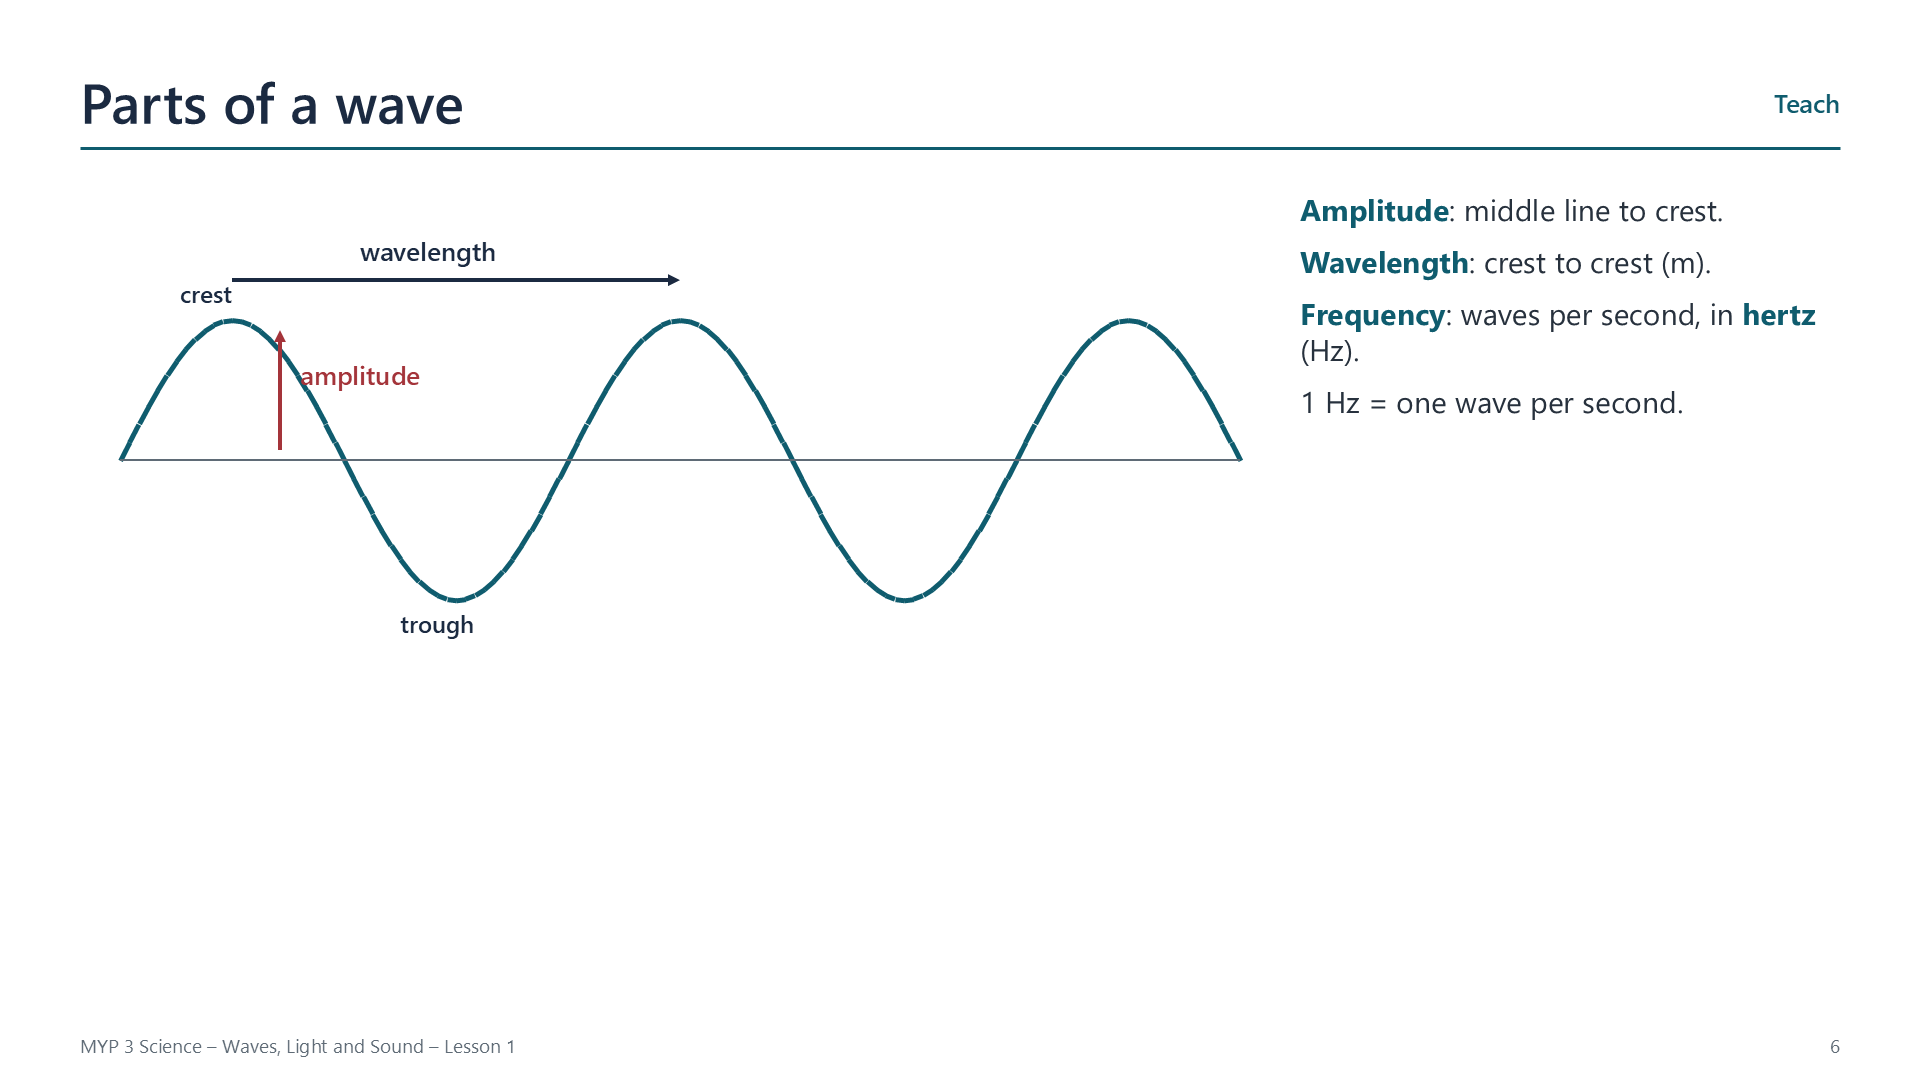 Parts of a wave
Teach
wavelength
crest
amplitude
trough
Amplitude: middle line to crest.
Wavelength: crest to crest (m).
Frequency: waves per second, in hertz
(Hz).
1 Hz = one wave per second.
MYP 3 Science – Waves, Light and Sound – Lesson 1
6